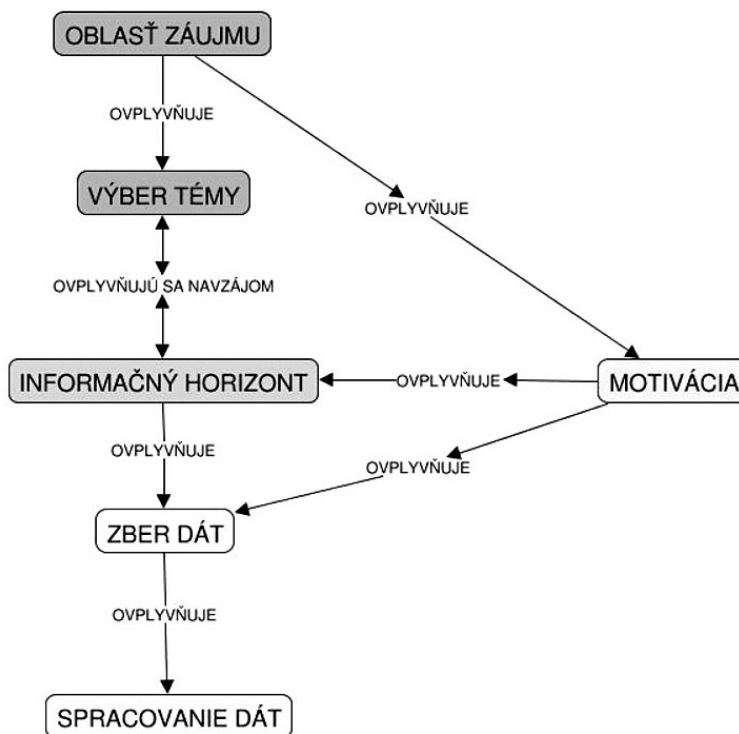 OBLASŤ ZÁUJMU
OVPLYVŇUJE
VÝBER TÉMY
OVPLYVŇUJE
OVPLYVŇUJÚ SA NAVZÁJOM
INFORMAČNÝ HORIZONT
OVPLYVŇUJE
MOTIVÁCIA
OVPLYVŇUJE
OVPLYVŇUJE
ZBER DÁT
OVPLYVŇUJE
SPRACOVANIE DÁT